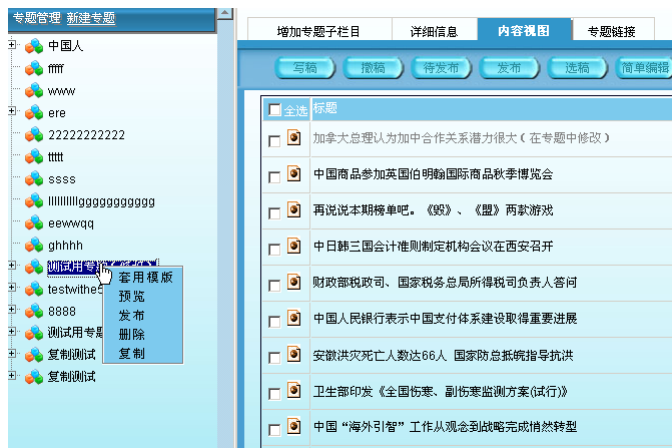 专题管理 新建专题
中国人
fffff
www
ere
22222222222
ttttt
ssss
eewwqq
ghhhh
测试用专
testwithe5
8888
测试用专题
复制测试
复制测试
套用模版
预览
发布
删除
复制
增加专题子栏目 详细信息 内容视图 专题链接
写稿 撤稿 待发布 发布 选稿 简单编辑
全选 标题
加拿大总理认为加中合作关系潜力很大(在专题中修改)
中国商品参加英国伯明翰国际商品秋季博览会
再说说本期榜单吧。《毁》、《盟》两款游戏
中日韩三国会计准则制定机构会议在西安召开
财政部税政司、国家税务总局所得税司负责人答问
中国人民银行表示中国支付体系建设取得重要进展
安徽洪灾死亡人数达66人 国家防总抵皖指导抗洪
卫生部印发《全国伤寒、副伤寒监测方案(试行)》
中国“海外引智”工作从观念到战略完成悄然转型